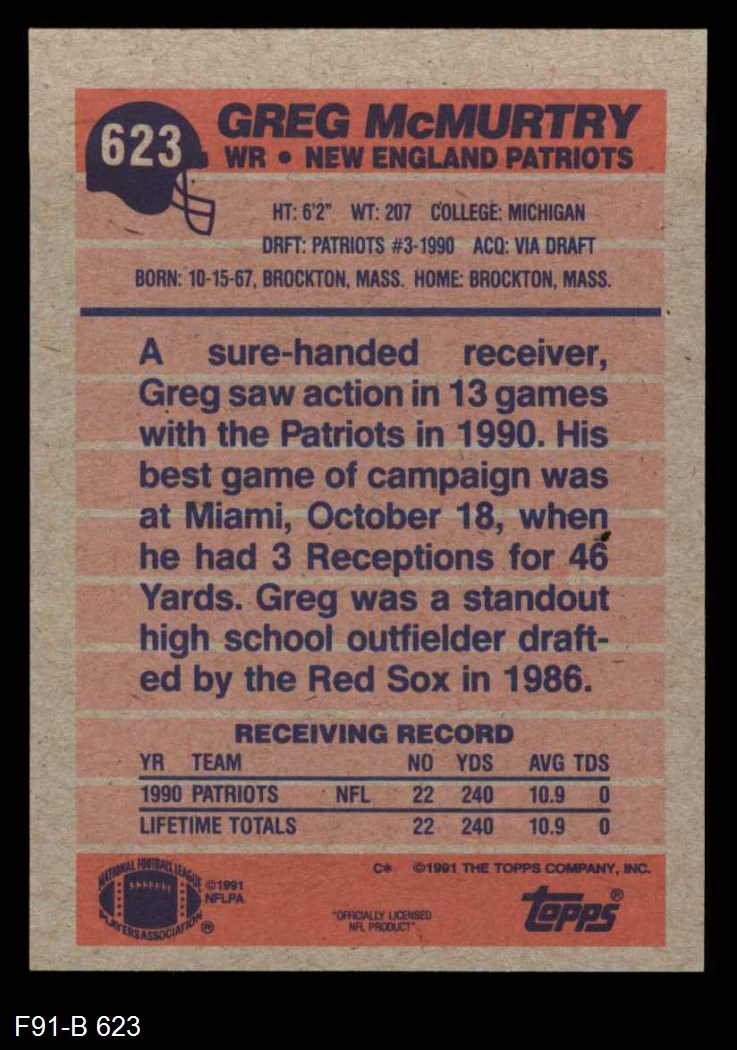 623
GREG McMURTRY
WR • NEW ENGLAND PATRIOTS
HT: 6'2" WT: 207 COLLEGE: MICHIGAN
DRFT: PATRIOTS #3-1990 ACQ: VIA DRAFT
BORN: 10-15-67, BROCKTON, MASS. HOME: BROCKTON, MASS.
A sure-handed receiver,
Greg saw action in 13 games
with the Patriots in 1990. His
best game of campaign was
at Miami, October 18, when
he had 3 Receptions for 46
Yards. Greg was a standout
high school outfielder draft-
ed by the Red Sox in 1986.
RECEIVING RECORD
YR TEAM NO YDS AVG TDS
1990 PATRIOTS NFL 22 240 10.9 0
LIFETIME TOTALS 22 240 10.9 0
C* ©1991 THE TOPPS COMPANY, INC.
NATIONAL FOOTBALL LEAGUE
PLAYERS ASSOCIATION ®
©1991
NFLPA
"OFFICIALLY LICENSED
NFL PRODUCT".
topps®
F91-B 623